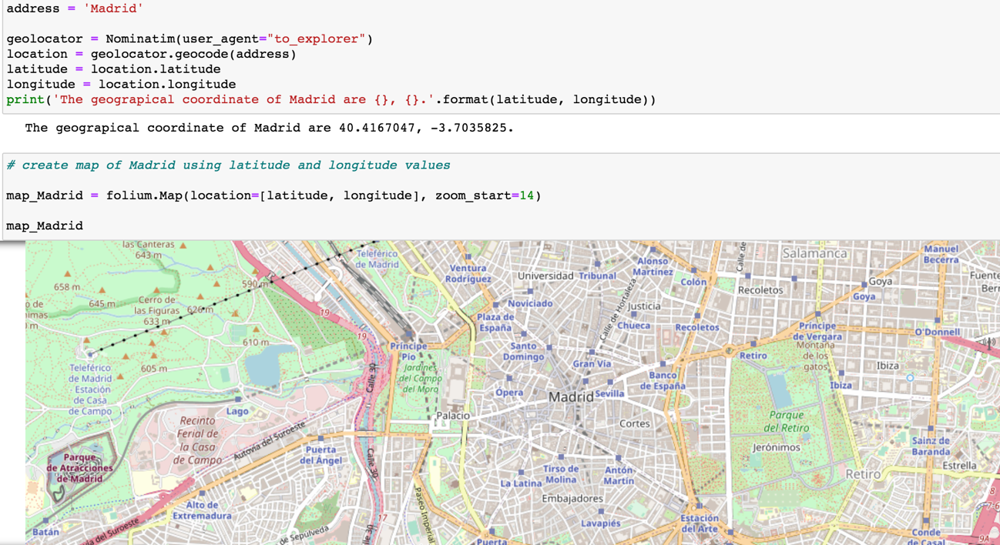 address = 'Madrid'
geolocator = Nominatim(user_agent="to_explorer")
location = geolocator.geocode(address)
latitude = location.latitude
longitude = location.longitude
print('The geograpical coordinate of Madrid are {}, {}.'.format(latitude, longitude))
The geograpical coordinate of Madrid are 40.4167047, -3.7035825.
# create map of Madrid using latitude and longitude values
map_Madrid = folium.Map(location=[latitude, longitude], zoom_start=14)
map_Madrid
las Canteras
643 m
Teleférico
de Madrid
Ventura
Rodríguez
Universidad
Tribunal
Alonso
Martínez
Colón
Calle de
Salamanca
Manuel
Becerra
Goya
Goya
Fuente
Recoletos
658 m
590 m
645 m
Cerro de
las Figuras
633 m
626 m
Noviciado
Calle de Hortaleza
Justicia
Chueca
Recoletos
Plaza de
España
19
19
610 m
605 m
Príncipe
Pío
Santo
Domingo
Gran Vía
Retiro
Príncipe
de Vergara
Montaña
de los
gatos
O'Donnell
Ibiza
Ibiza
Teleférico
de Madrid
Estación
de Casa
de Campo
Jardines
del Campo
del Moro
Calle 30
Ópera
Madrid
Sevilla
Banco
de España
Lago
Palacio
Cortes
Parque
del Retiro
Recinto
Ferial de
la Casa
de Campo
Autovía del Suroeste
Puerta
del Ángel
Calle 30
Jerónimos
Sainz de
Baranda
Estrella
Parque
de Atracciones
de Madrid
La Latina
Tirso de
Molina
Antón
Martín
Retiro
Embajadores
Alto de
Extremadura
Paseo Imperial
Lavapiés
Estación
del Arte
17
Batán
vía del Suroeste
de Sepúlveda
Calle 30
Puerta
Conde
de Casal
9A